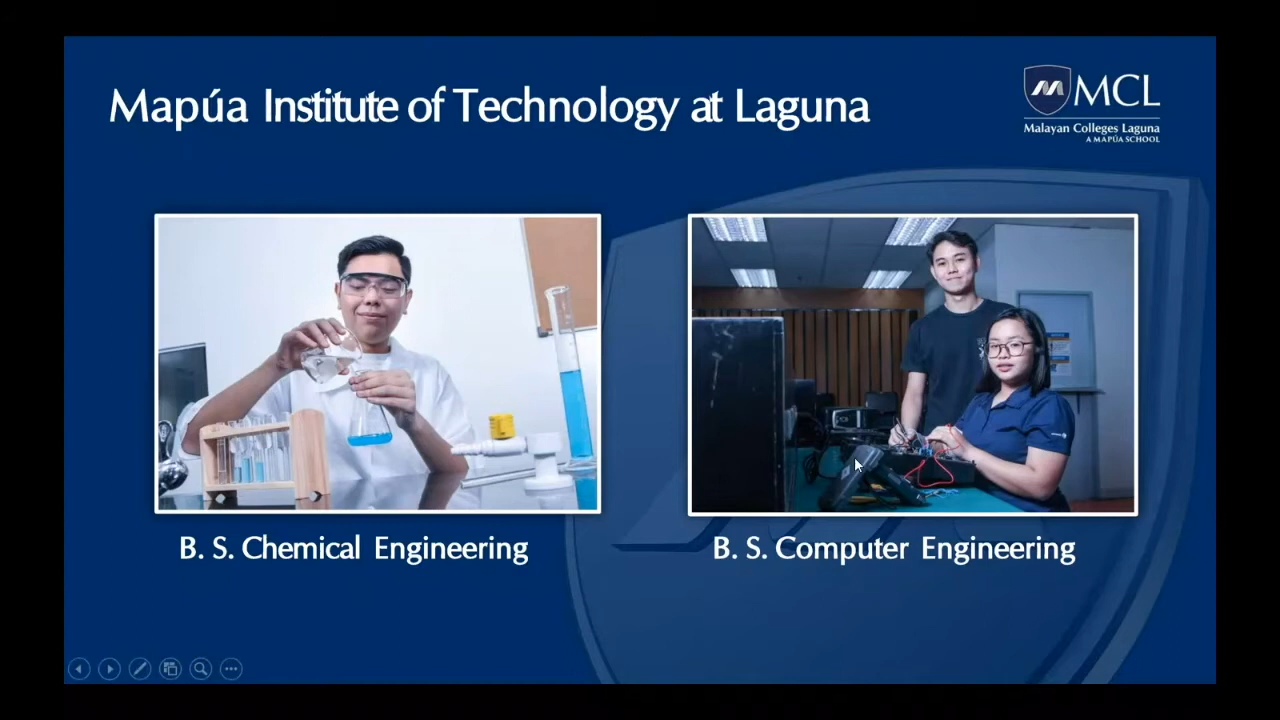 Mapúa Institute of Technology at Laguna
MCL
Malayan Colleges Laguna
A MAPÚA SCHOOL
B. S. Chemical Engineering
B. S. Computer Engineering